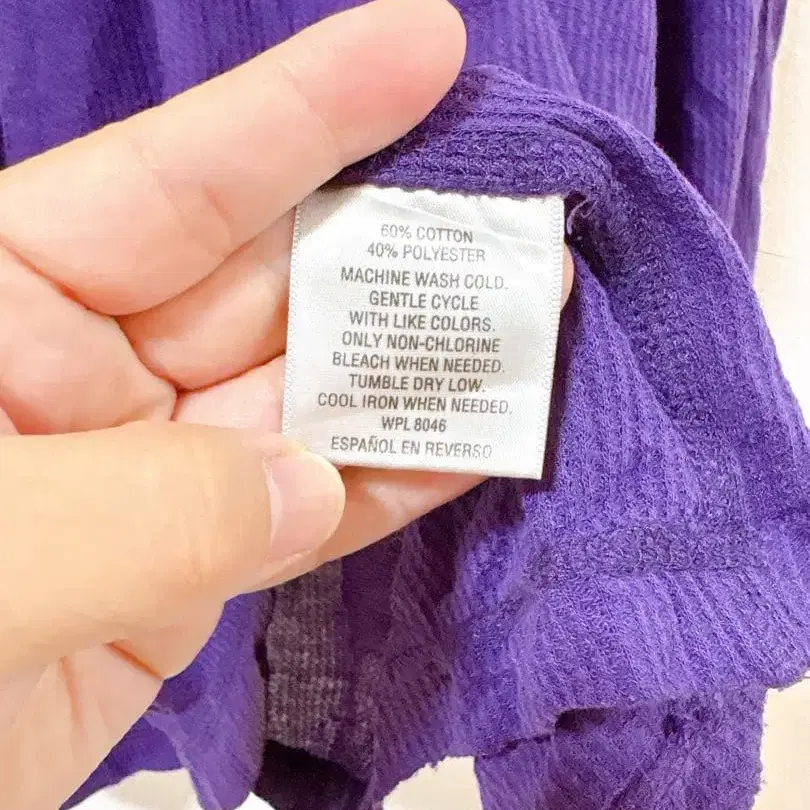 60% COTTON
40% POLYESTER
MACHINE WASH COLD.
GENTLE CYCLE
WITH LIKE COLORS.
ONLY NON-CHLORINE
BLEACH WHEN NEEDED.
TUMBLE DRY LOW.
COOL IRON WHEN NEEDED.
WPL 8046
ESPAÑOL EN REVERSO